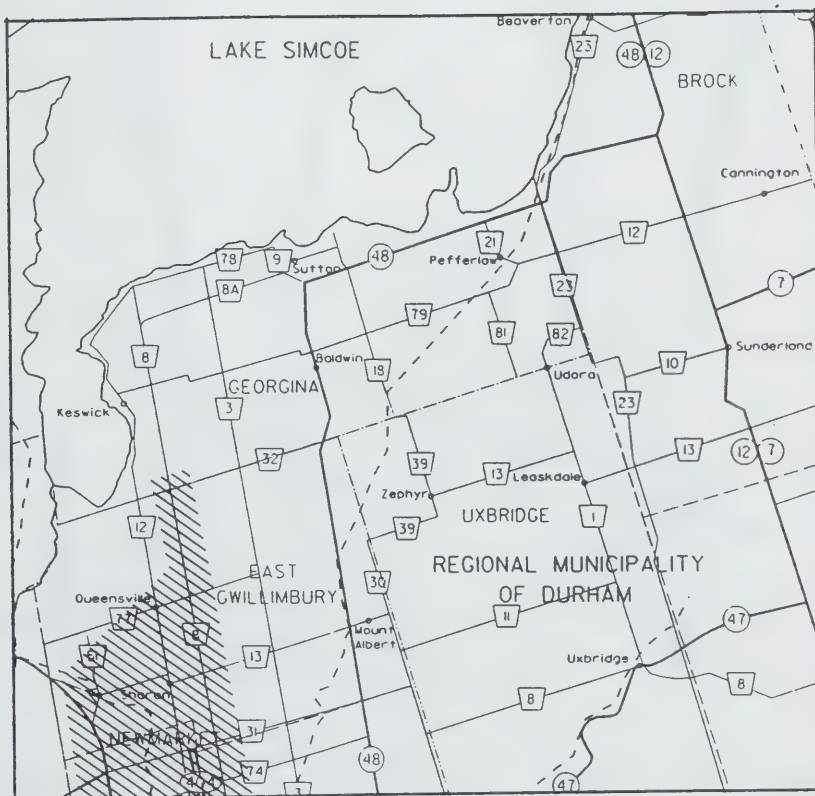 Beaverton
LAKE SIMCOE
23
48 12
BROCK
Cannington
21
12
78
9
Sutton
48
Pefferlaw
8A
23
7
79
81
82
8
Baldwin
18
Udora
10
Sunderland
GEORGINA
Keswick
3
23
32
39
13
13
12 7
Leaskdale
Zephyr
12
39
UXBRIDGE
1
EAST
GWILLIMBURY
30
REGIONAL MUNICIPALITY
OF DURHAM
Queensville
77
8
Mount
Albert
11
47
13
Uxbridge
Sharon
8
8
NEWMARKET
31
74
48
3
47